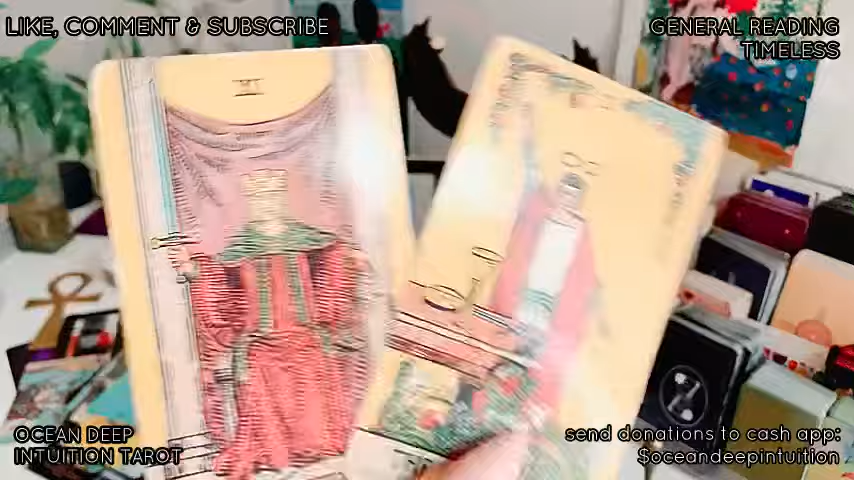 LIKE, COMMENT & SUBSCRIBE
GENERAL READING
TIMELESS
OCEAN DEEP
INTUITION TAROT
send donations to cash app:
$oceandeepintuition